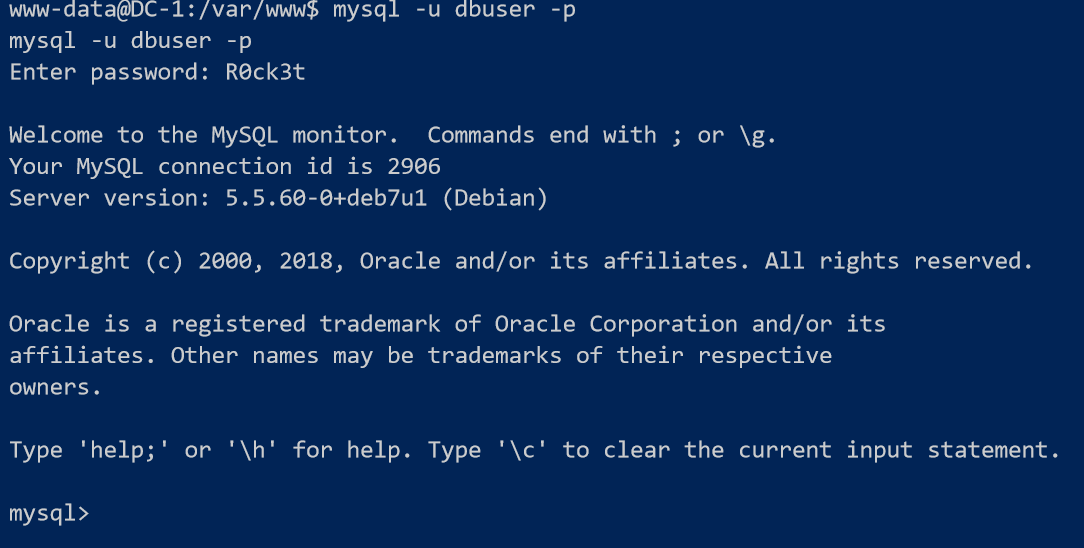 www-data@DC-1:/var/www$ mysql -u dbuser -p
mysql -u dbuser -p
Enter password: R0ck3t
Welcome to the MySQL monitor.  Commands end with ; or \g.
Your MySQL connection id is 2906
Server version: 5.5.60-0+deb7u1 (Debian)
Copyright (c) 2000, 2018, Oracle and/or its affiliates. All rights reserved.
Oracle is a registered trademark of Oracle Corporation and/or its
affiliates. Other names may be trademarks of their respective
owners.
Type 'help;' or '\h' for help. Type '\c' to clear the current input statement.
mysql>